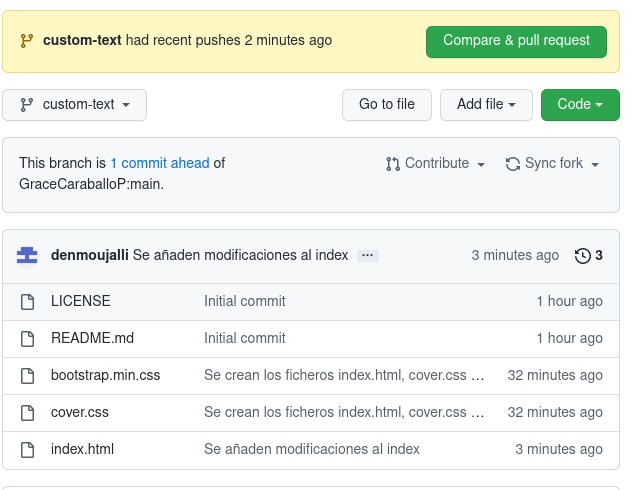 custom-text had recent pushes 2 minutes ago
Compare & pull request
custom-text
Go to file
Add file
Code
This branch is 1 commit ahead of
GraceCaraballoP:main.
Contribute
Sync fork
denmoujalli Se añaden modificaciones al index ...
3 minutes ago
3
LICENSE Initial commit 1 hour ago
README.md Initial commit 1 hour ago
bootstrap.min.css Se crean los ficheros index.html, cover.css ... 32 minutes ago
cover.css Se crean los ficheros index.html, cover.css ... 32 minutes ago
index.html Se añaden modificaciones al index 3 minutes ago